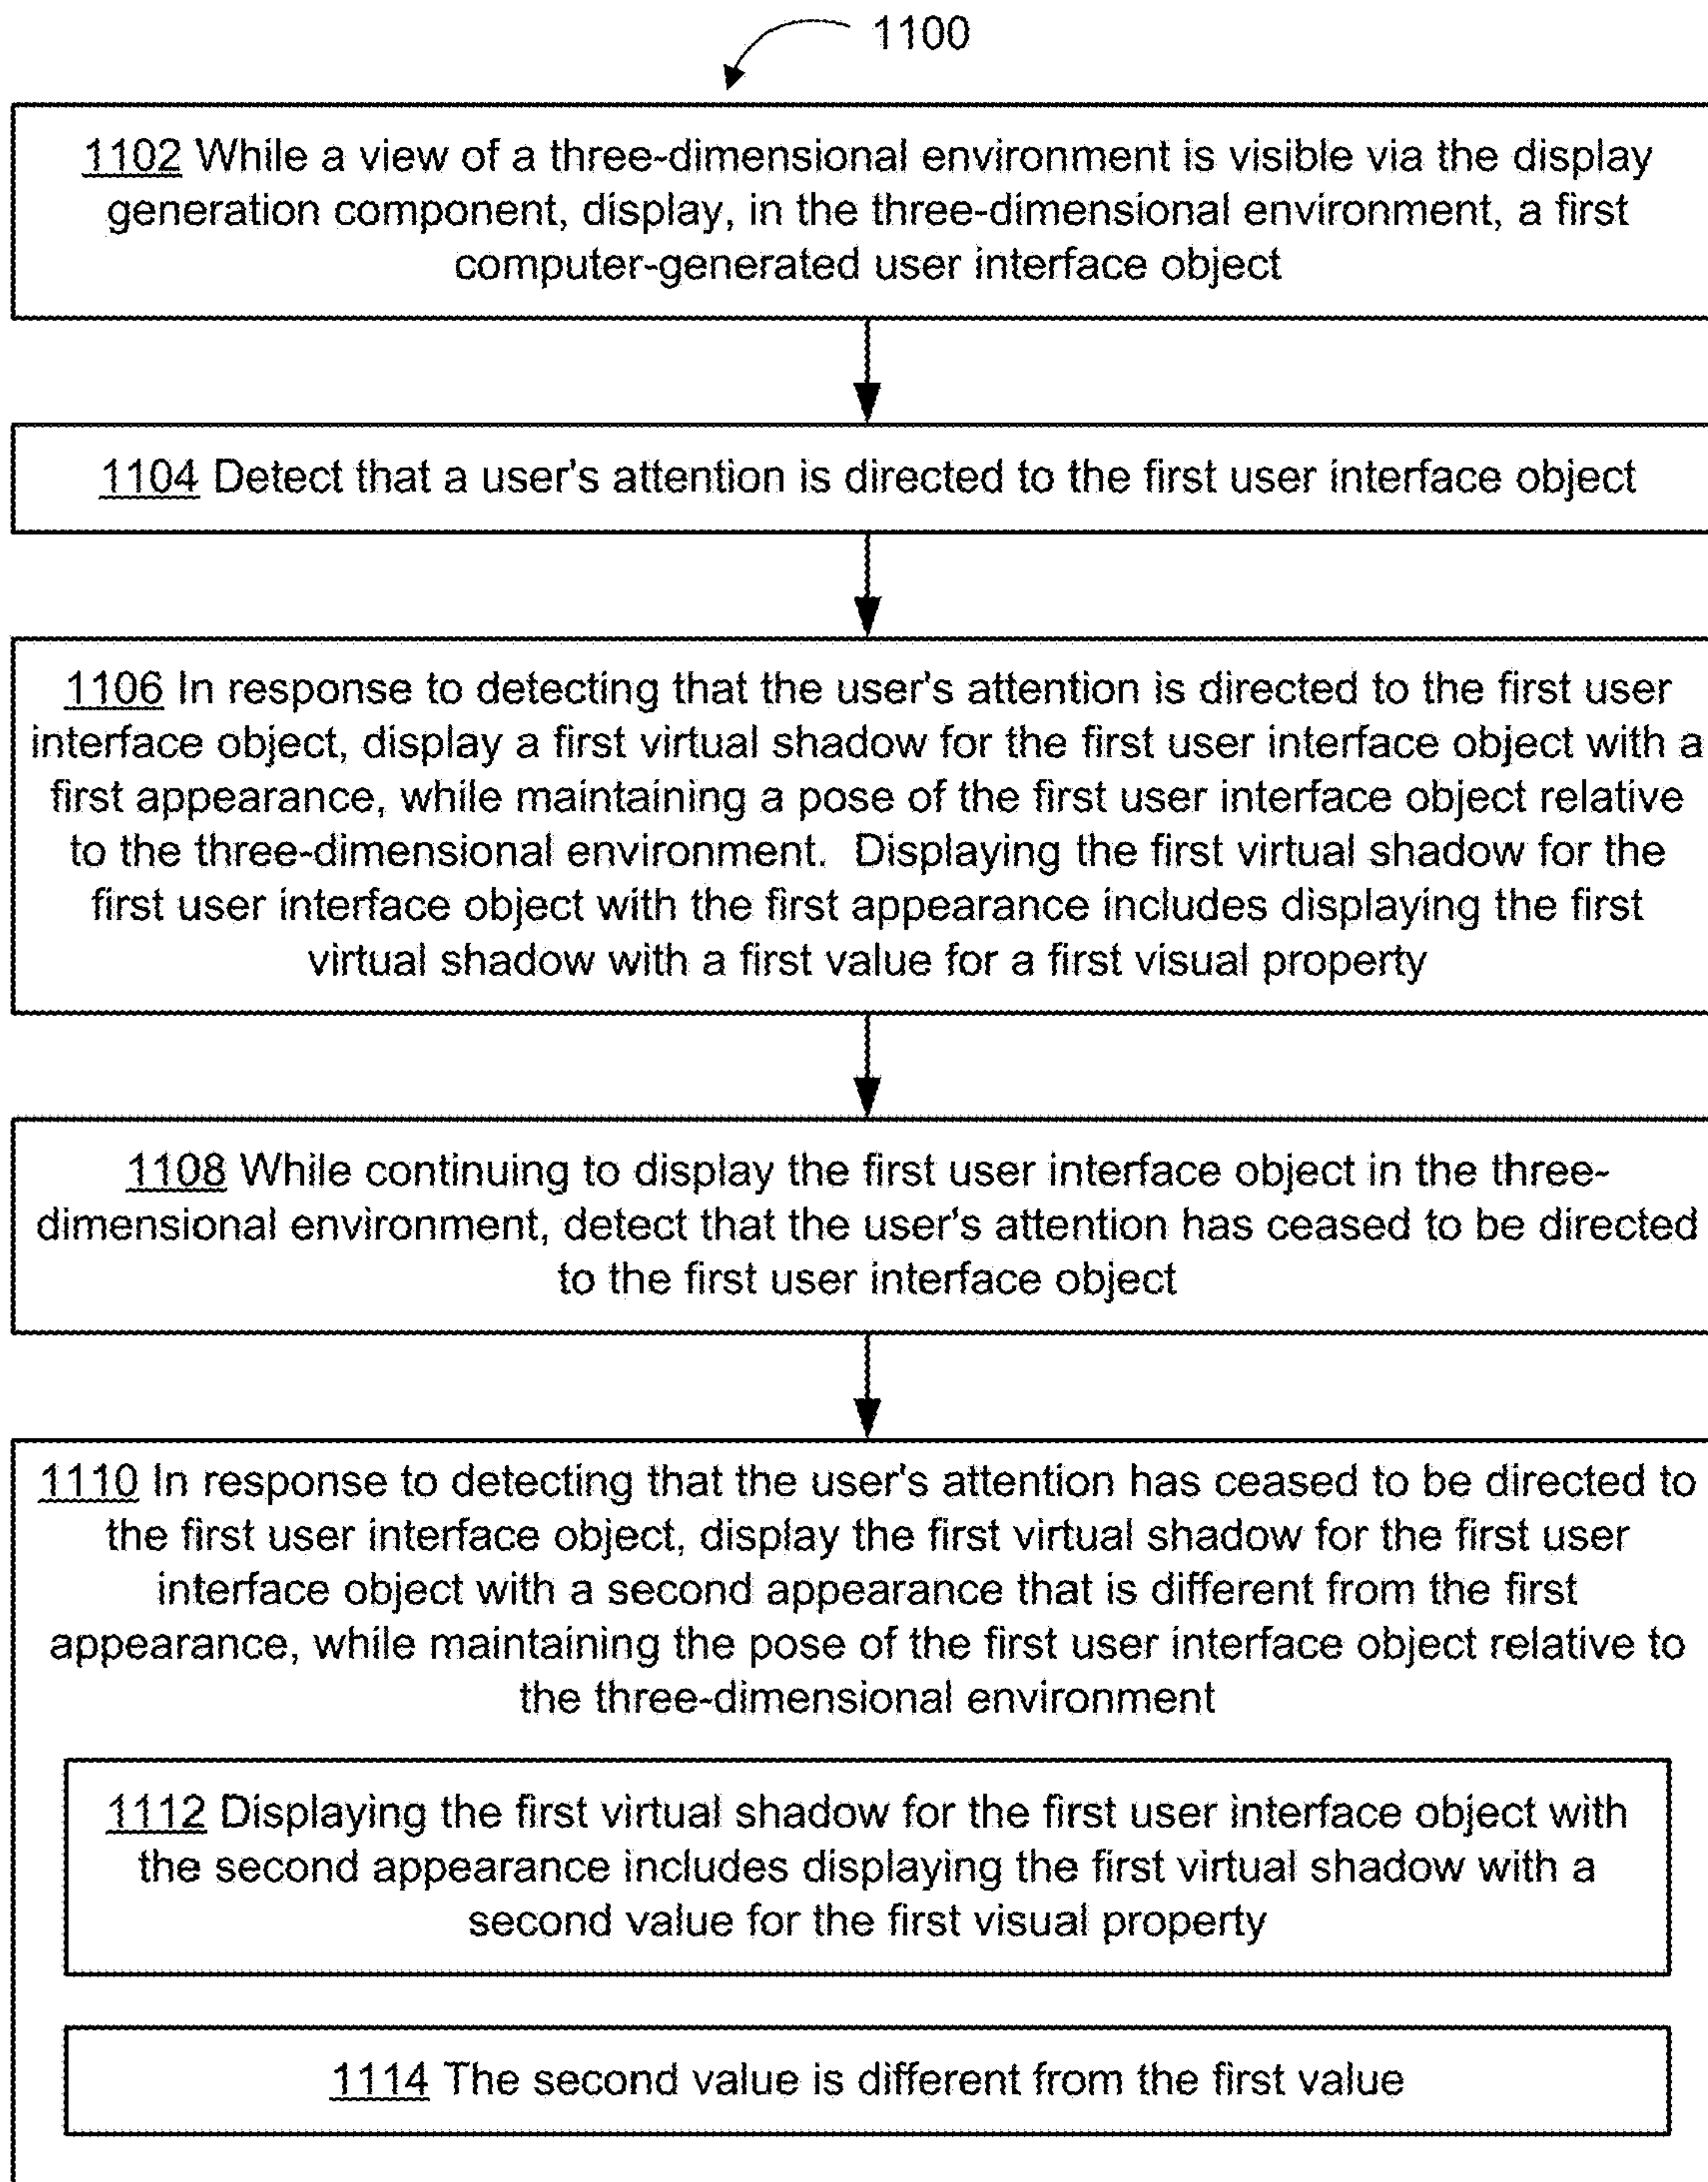 1100
1102 While a view of a three-dimensional environment is visible via the display
generation component, display, in the three-dimensional environment, a first
computer-generated user interface object
1104 Detect that a user's attention is directed to the first user interface object
1106 In response to detecting that the user's attention is directed to the first user
interface object, display a first virtual shadow for the first user interface object with a
first appearance, while maintaining a pose of the first user interface object relative
to the three-dimensional environment.  Displaying the first virtual shadow for the
first user interface object with the first appearance includes displaying the first
virtual shadow with a first value for a first visual property
1108 While continuing to display the first user interface object in the three-
dimensional environment, detect that the user's attention has ceased to be directed
to the first user interface object
1110 In response to detecting that the user's attention has ceased to be directed to
the first user interface object, display the first virtual shadow for the first user
interface object with a second appearance that is different from the first
appearance, while maintaining the pose of the first user interface object relative to
the three-dimensional environment
1112 Displaying the first virtual shadow for the first user interface object with
the second appearance includes displaying the first virtual shadow with a
second value for the first visual property
1114 The second value is different from the first value